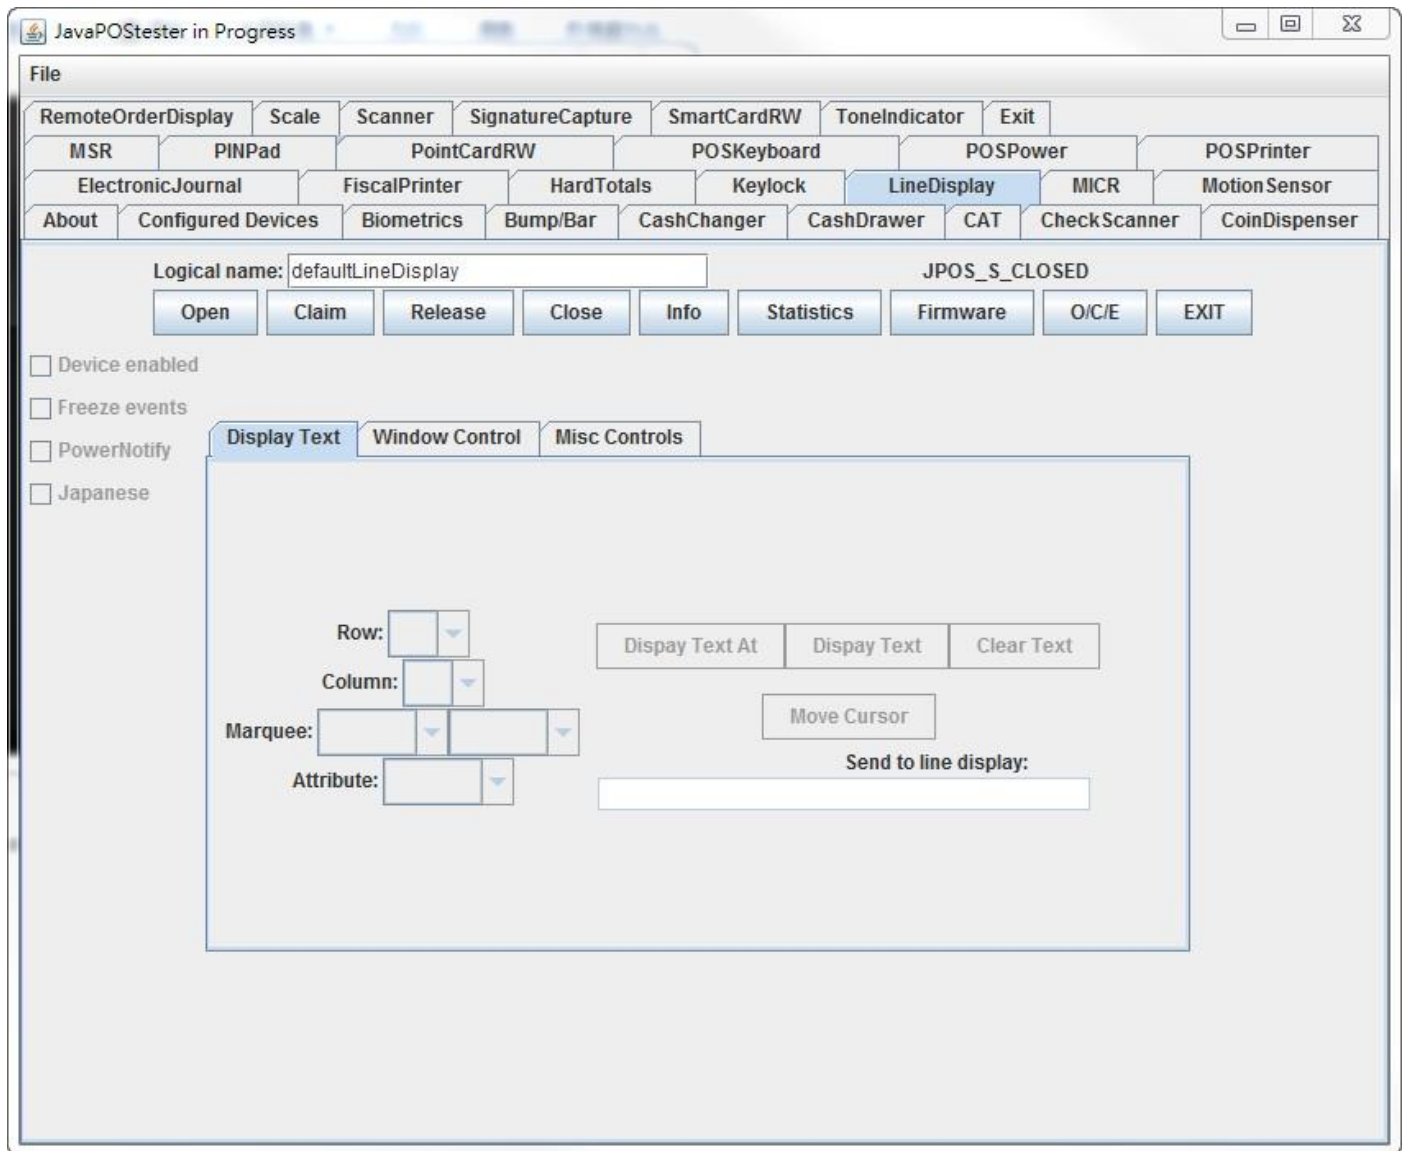 JavaPOStester in Progress
File
RemoteOrderDisplay Scale Scanner SignatureCapture SmartCardRW ToneIndicator Exit
MSR PINPad PointCardRW POSKeyboard POSPower POSPrinter
ElectronicJournal FiscalPrinter HardTotals Keylock LineDisplay MICR MotionSensor
About Configured Devices Biometrics Bump/Bar CashChanger CashDrawer CAT CheckScanner CoinDispenser
Logical name: defaultLineDisplay JPOS_S_CLOSED
Open Claim Release Close Info Statistics Firmware O/C/E EXIT
Device enabled
Freeze events
PowerNotify
Japanese
Display Text Window Control Misc Controls
Row:
Column:
Marquee:
Attribute:
Dispay Text At Dispay Text Clear Text
Move Cursor
Send to line display: